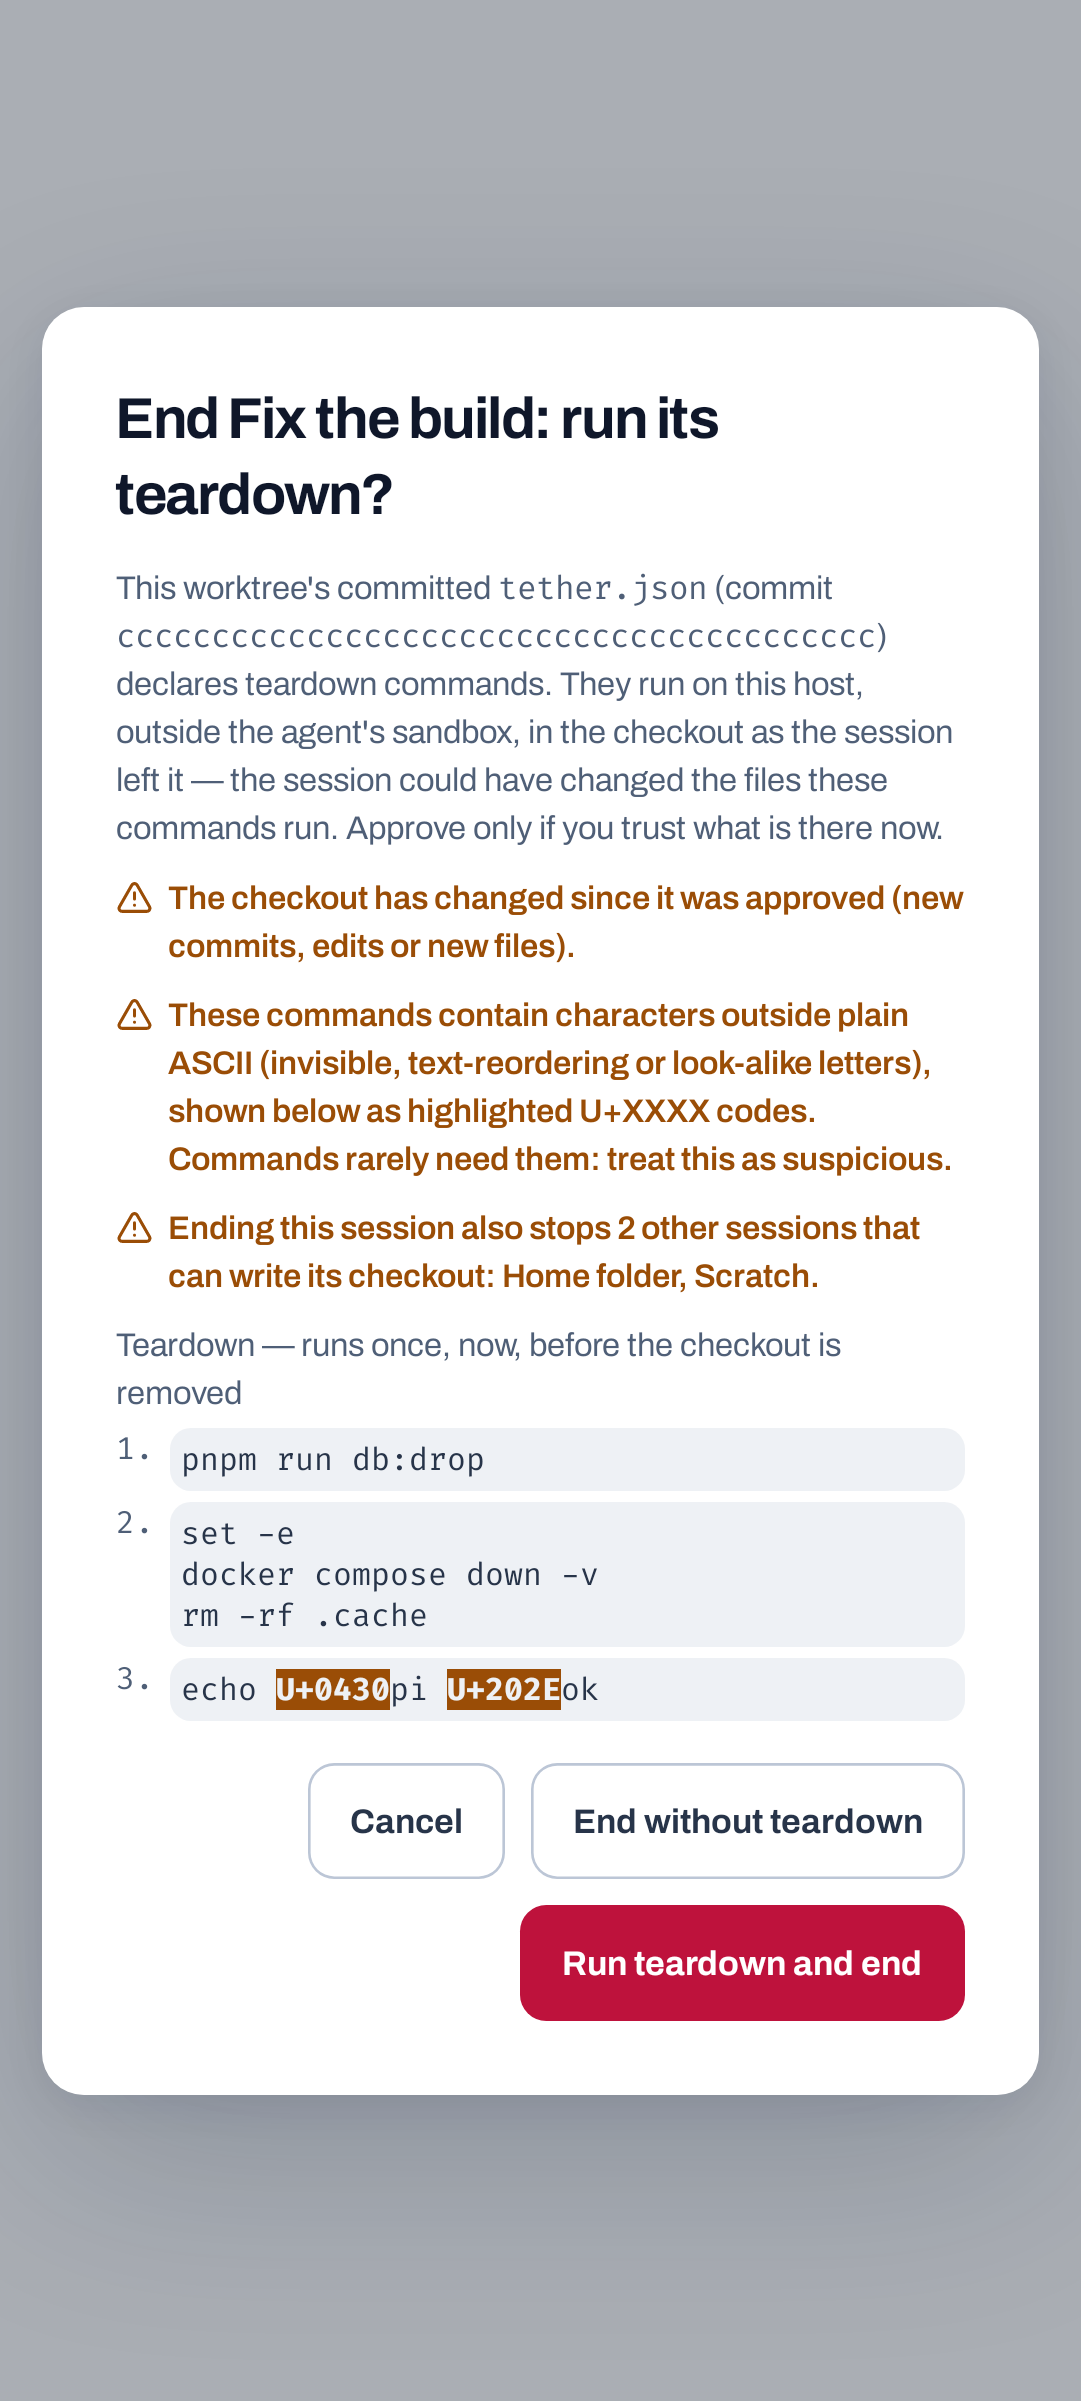 End Fix the build: run its
teardown?
This worktree's committed tether.json (commit
cccccccccccccccccccccccccccccccccccccccc)
declares teardown commands. They run on this host,
outside the agent's sandbox, in the checkout as the session
left it — the session could have changed the files these
commands run. Approve only if you trust what is there now.
The checkout has changed since it was approved (new
commits, edits or new files).
These commands contain characters outside plain
ASCII (invisible, text-reordering or look-alike letters),
shown below as highlighted U+XXXX codes.
Commands rarely need them: treat this as suspicious.
Ending this session also stops 2 other sessions that
can write its checkout: Home folder, Scratch.
Teardown — runs once, now, before the checkout is
removed
1. pnpm run db:drop
2. set -e
docker compose down -v
rm -rf .cache
3. echo U+0430pi U+202Eok
Cancel
End without teardown
Run teardown and end